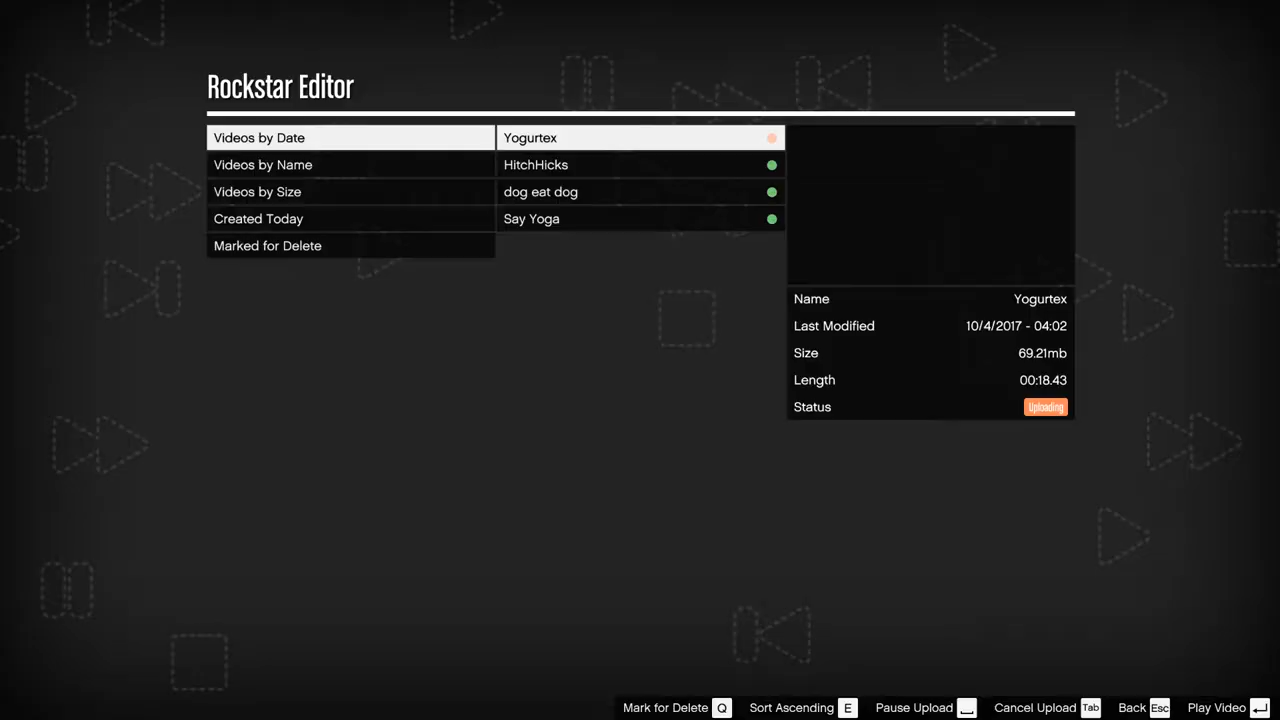 Rockstar Editor
Videos by Date
Videos by Name
Videos by Size
Created Today
Marked for Delete
Yogurtex
HitchHicks
dog eat dog
Say Yoga
Name Yogurtex
Last Modified 10/4/2017 - 04:02
Size 69.21mb
Length 00:18.43
Status Uploading
Mark for Delete Q Sort Ascending E Pause Upload Cancel Upload Tab Back Esc Play Video